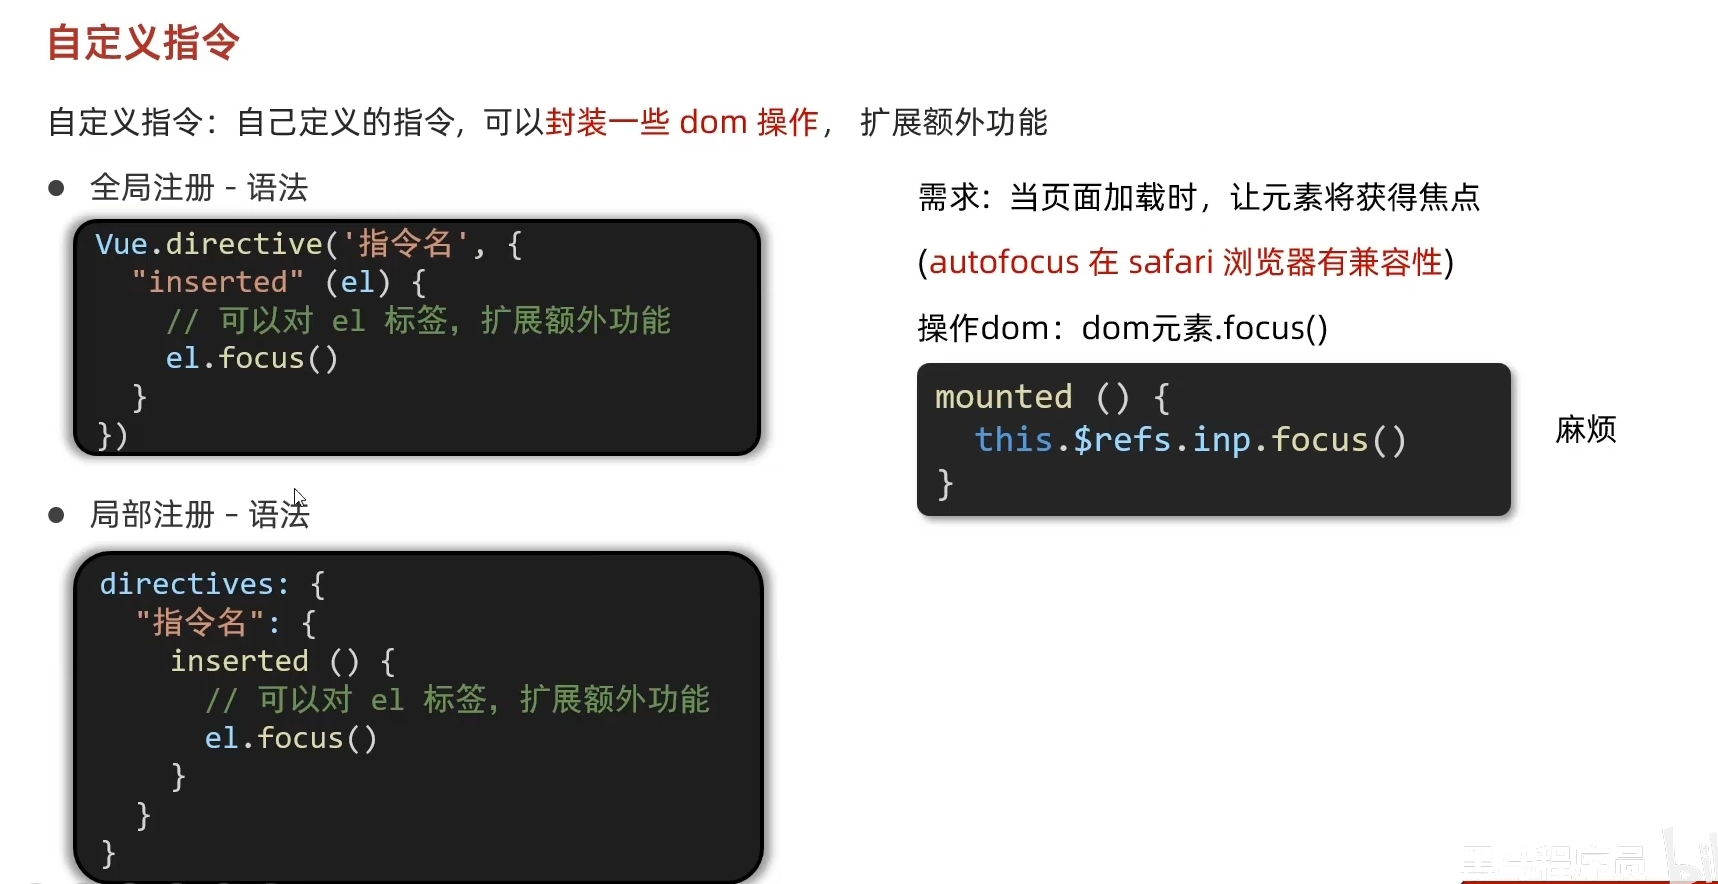 自定义指令
自定义指令：自己定义的指令，可以封装一些 dom 操作， 扩展额外功能
● 全局注册 - 语法
Vue.directive('指令名', {
  "inserted" (el) {
    // 可以对 el 标签，扩展额外功能
    el.focus()
  }
})
● 局部注册 – 语法
directives: {
  "指令名": {
    inserted () {
      // 可以对 el 标签，扩展额外功能
      el.focus()
    }
  }
}
需求：当页面加载时，让元素将获得焦点
(autofocus 在 safari 浏览器有兼容性)
操作dom：dom元素.focus()
mounted () {
  this.$refs.inp.focus()
}
麻烦
程序员